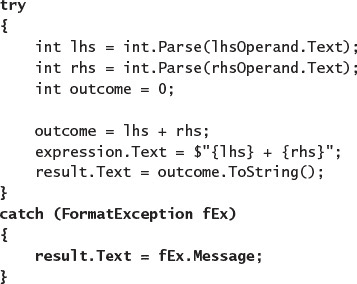 try
{
    int lhs = int.Parse(lhsOperand.Text);
    int rhs = int.Parse(rhsOperand.Text);
    int outcome = 0;

    outcome = lhs + rhs;
    expression.Text = $"{lhs} + {rhs}";
    result.Text = outcome.ToString();
}
catch (FormatException fEx)
{
    result.Text = fEx.Message;
}